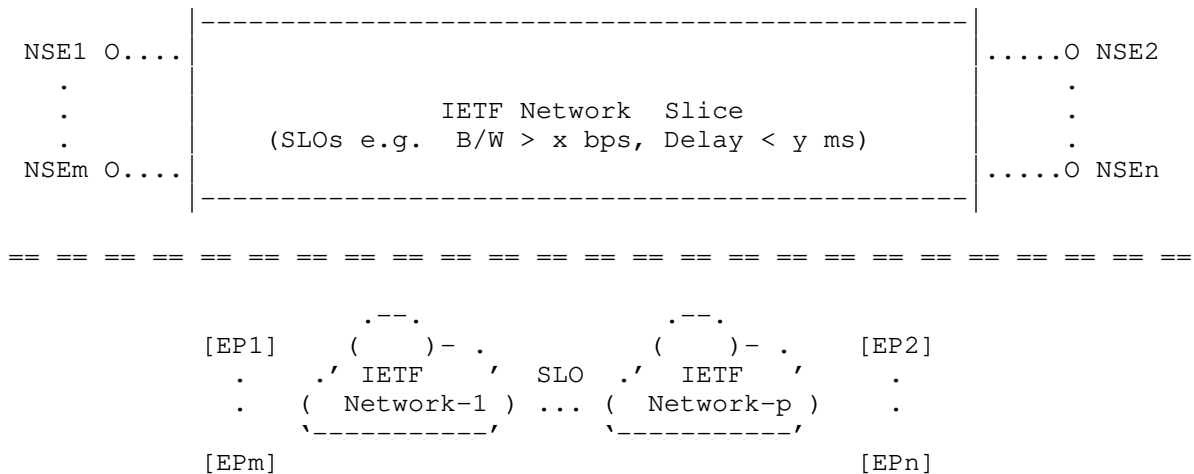 |------------------------------------------------|
NSE1 O....| |.....O NSE2
. | | .
. | IETF Network Slice | .
. | (SLOs e.g. B/W > x bps, Delay < y ms) | .
NSEm O....| |.....O NSEn
|------------------------------------------------|
== == == == == == == == == == == == == == == == == == == == == == == == ==
.--. .--.
[EP1] ( )- . ( )- . [EP2]
. .' IETF ' SLO .' IETF ' .
. ( Network-1 ) ... ( Network-p ) .
`-----------' `-----------'
[EPm] [EPn]